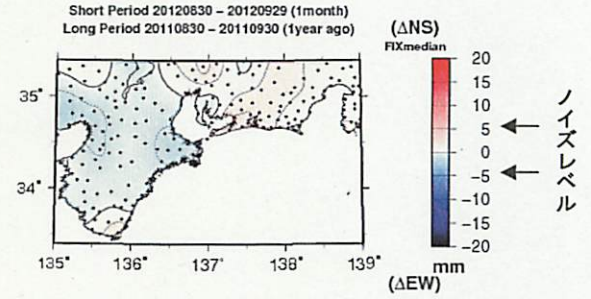 Short Period 20120830 – 20120929 (1month)
Long Period 20110830 – 20110930 (1year ago)
(ΔNS)
FIXmedian
20
15
10
5
0
−5
−10
−15
−20
mm
(ΔEW)
ノイズレベル
35°
34°
135°
136°
137°
138°
139°